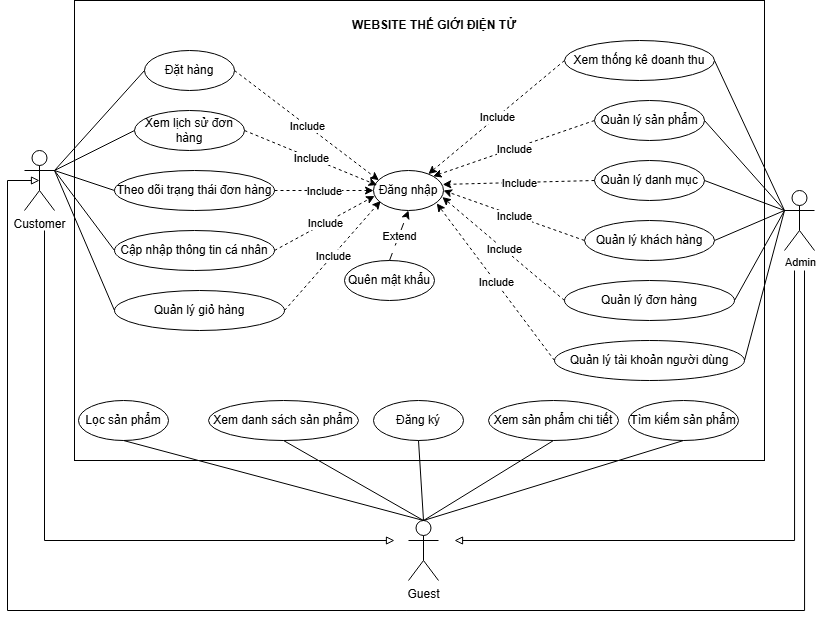 WEBSITE THẾ GIỚI ĐIỆN TỬ
Đặt hàng
Xem lịch sử đơn
hàng
Theo dõi trạng thái đơn hàng
Cập nhập thông tin cá nhân
Quản lý giỏ hàng
Customer
Include
Include
Include
Include
Include
Đăng nhập
Extend
Quên mật khẩu
Include
Include
Include
Include
Include
Include
Xem thống kê doanh thu
Quản lý sản phẩm
Quản lý danh mục
Quản lý khách hàng
Quản lý đơn hàng
Quản lý tài khoản người dùng
Admin
Lọc sản phẩm
Xem danh sách sản phẩm
Đăng ký
Xem sản phẩm chi tiết
Tìm kiếm sản phẩm
Guest